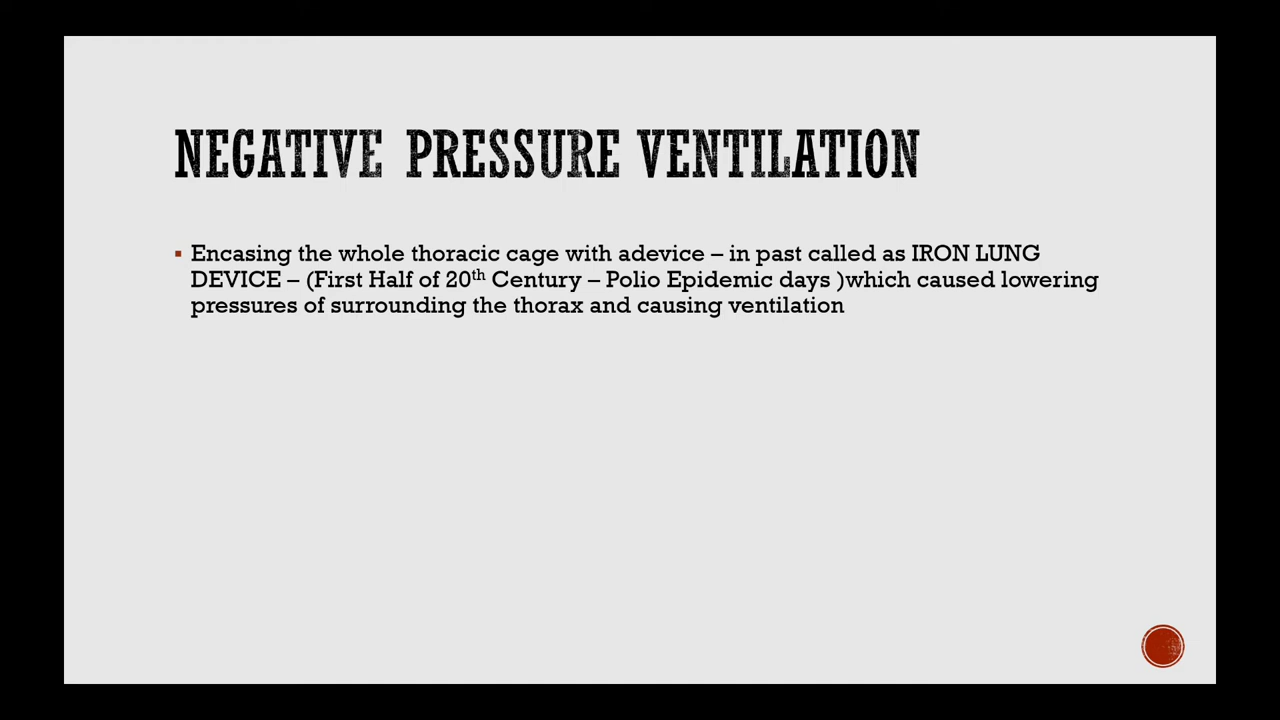 NEGATIVE PRESSURE VENTILATION
▪ Encasing the whole thoracic cage with adevice – in past called as IRON LUNG
DEVICE – (First Half of 20th Century – Polio Epidemic days )which caused lowering
pressures of surrounding the thorax and causing ventilation